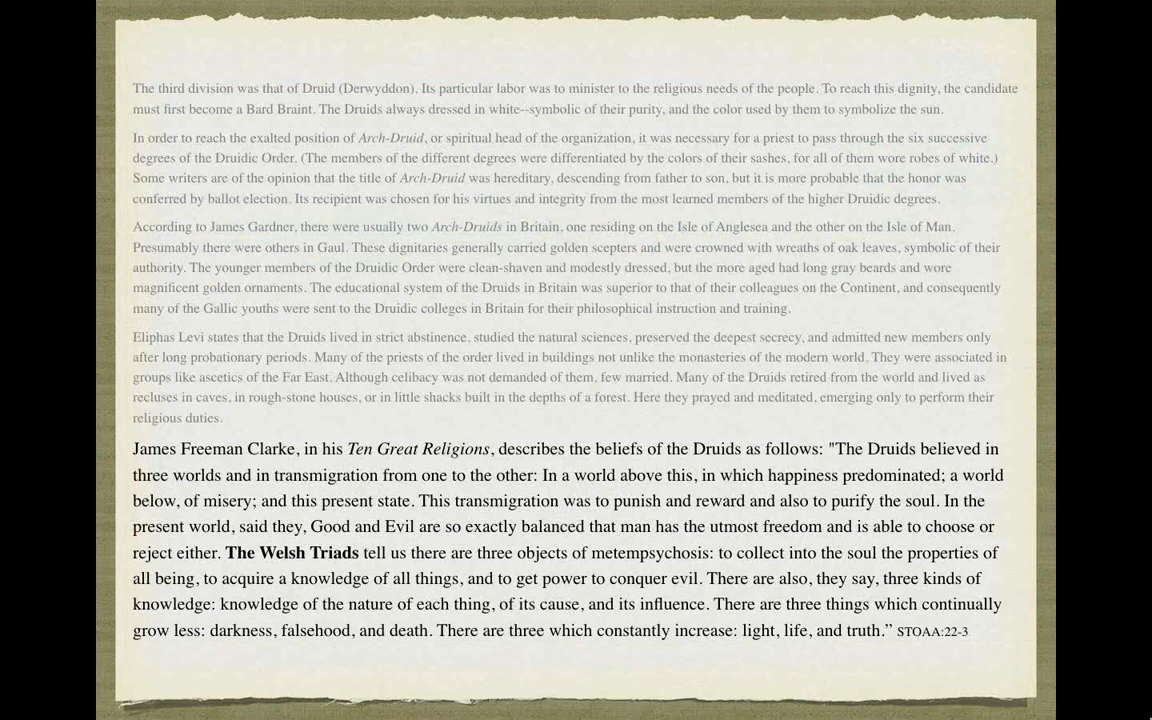 The third division was that of Druid (Derwyddon). Its particular labor was to minister to the religious needs of the people. To reach this dignity, the candidate
must first become a Bard Braint. The Druids always dressed in white--symbolic of their purity, and the color used by them to symbolize the sun.
In order to reach the exalted position of Arch-Druid, or spiritual head of the organization, it was necessary for a priest to pass through the six successive
degrees of the Druidic Order. (The members of the different degrees were differentiated by the colors of their sashes, for all of them wore robes of white.)
Some writers are of the opinion that the title of Arch-Druid was hereditary, descending from father to son, but it is more probable that the honor was
conferred by ballot election. Its recipient was chosen for his virtues and integrity from the most learned members of the higher Druidic degrees.
According to James Gardner, there were usually two Arch-Druids in Britain, one residing on the Isle of Anglesea and the other on the Isle of Man.
Presumably there were others in Gaul. These dignitaries generally carried golden scepters and were crowned with wreaths of oak leaves, symbolic of their
authority. The younger members of the Druidic Order were clean-shaven and modestly dressed, but the more aged had long gray beards and wore
magnificent golden ornaments. The educational system of the Druids in Britain was superior to that of their colleagues on the Continent, and consequently
many of the Gallic youths were sent to the Druidic colleges in Britain for their philosophical instruction and training.
Eliphas Levi states that the Druids lived in strict abstinence, studied the natural sciences, preserved the deepest secrecy, and admitted new members only
after long probationary periods. Many of the priests of the order lived in buildings not unlike the monasteries of the modern world. They were associated in
groups like ascetics of the Far East. Although celibacy was not demanded of them, few married. Many of the Druids retired from the world and lived as
recluses in caves, in rough-stone houses, or in little shacks built in the depths of a forest. Here they prayed and meditated, emerging only to perform their
religious duties.
James Freeman Clarke, in his Ten Great Religions, describes the beliefs of the Druids as follows: "The Druids believed in
three worlds and in transmigration from one to the other: In a world above this, in which happiness predominated; a world
below, of misery; and this present state. This transmigration was to punish and reward and also to purify the soul. In the
present world, said they, Good and Evil are so exactly balanced that man has the utmost freedom and is able to choose or
reject either. The Welsh Triads tell us there are three objects of metempsychosis: to collect into the soul the properties of
all being, to acquire a knowledge of all things, and to get power to conquer evil. There are also, they say, three kinds of
knowledge: knowledge of the nature of each thing, of its cause, and its influence. There are three things which continually
grow less: darkness, falsehood, and death. There are three which constantly increase: light, life, and truth.” STOAA:22-3